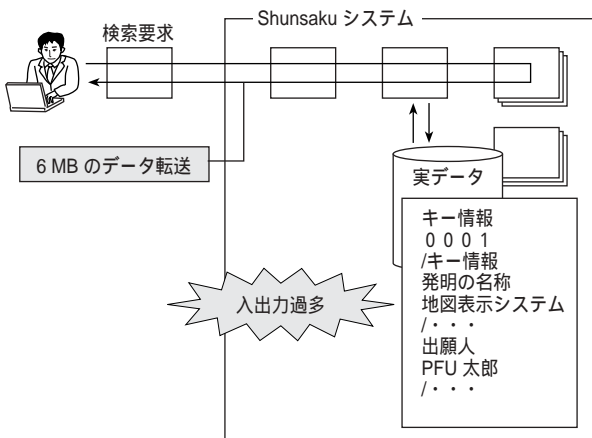 Shunsaku システム
検索要求
6 MB のデータ転送
実データ
キー情報
０００１
/キー情報
発明の名称
地図表示システム
/・・・
出願人
PFU 太郎
/・・・
入出力過多